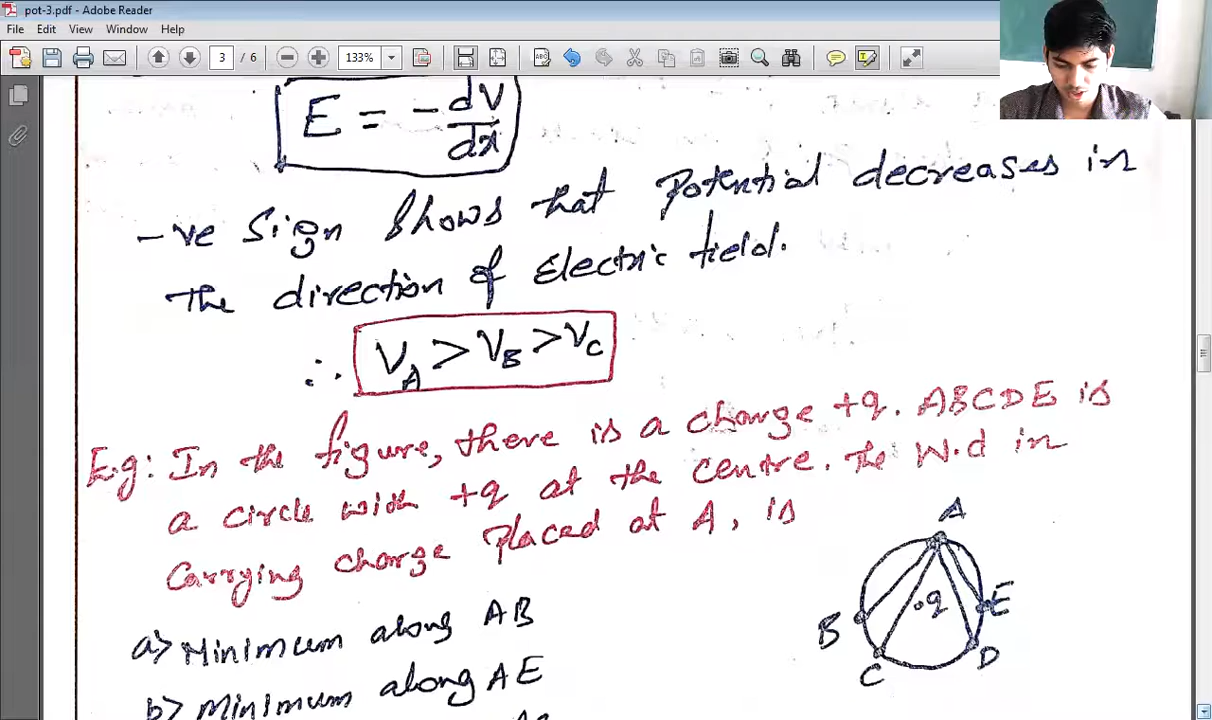 pot-3.pdf - Adobe Reader
File Edit View Window Help
3 / 6 133%
E = - dV/dx
-ve sign shows that potential decreases in
The direction of Electric field.
∴ VA > VB > VC
E.g: In the figure, there is a charge +q. ABCDE is
a circle with +q at the centre. The W.d in
Carrying charge placed at A, is
A
B
C
D
E
.q
a) Minimum along AB
b) Minimum along AE